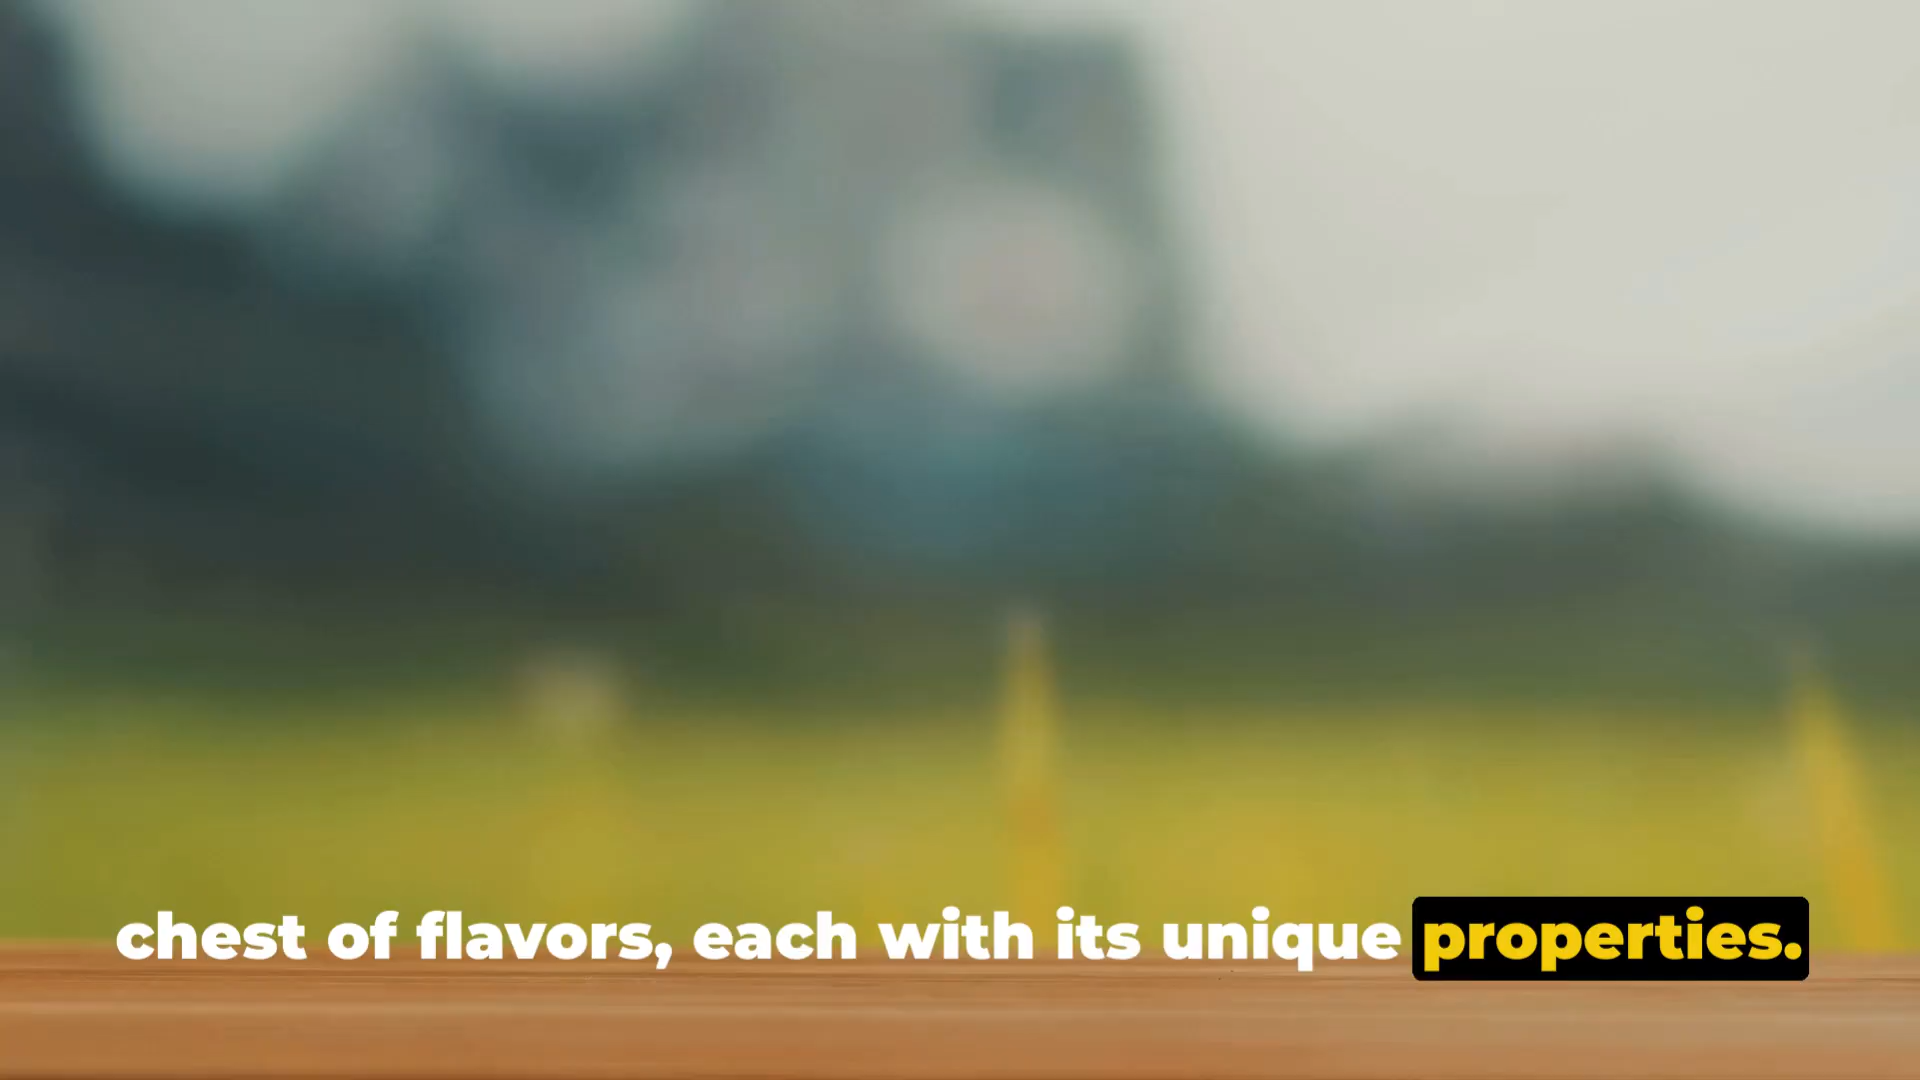 chest of flavors, each with its unique properties.